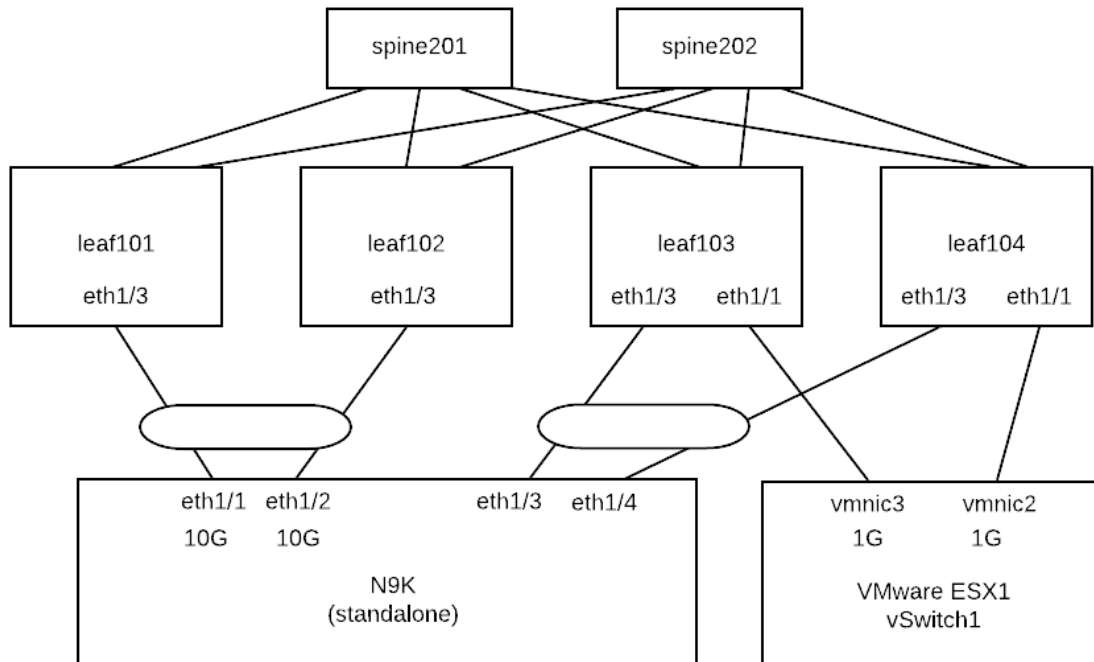 spine201
spine202
leaf101
leaf102
leaf103
leaf104
eth1/3
eth1/3
eth1/3
eth1/1
eth1/3
eth1/1
eth1/1
eth1/2
eth1/3
eth1/4
vmnic3
vmnic2
10G
10G
1G
1G
N9K
(standalone)
VMware ESX1
vSwitch1